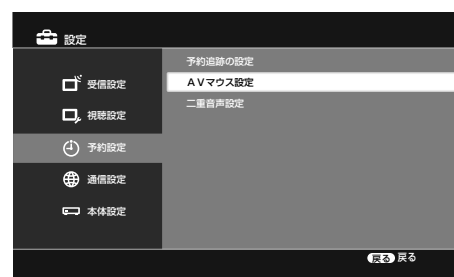 設定
受信設定
視聴設定
予約設定
通信設定
本体設定
予約追跡の設定
AVマウス設定
二重音声設定
戻る 戻る